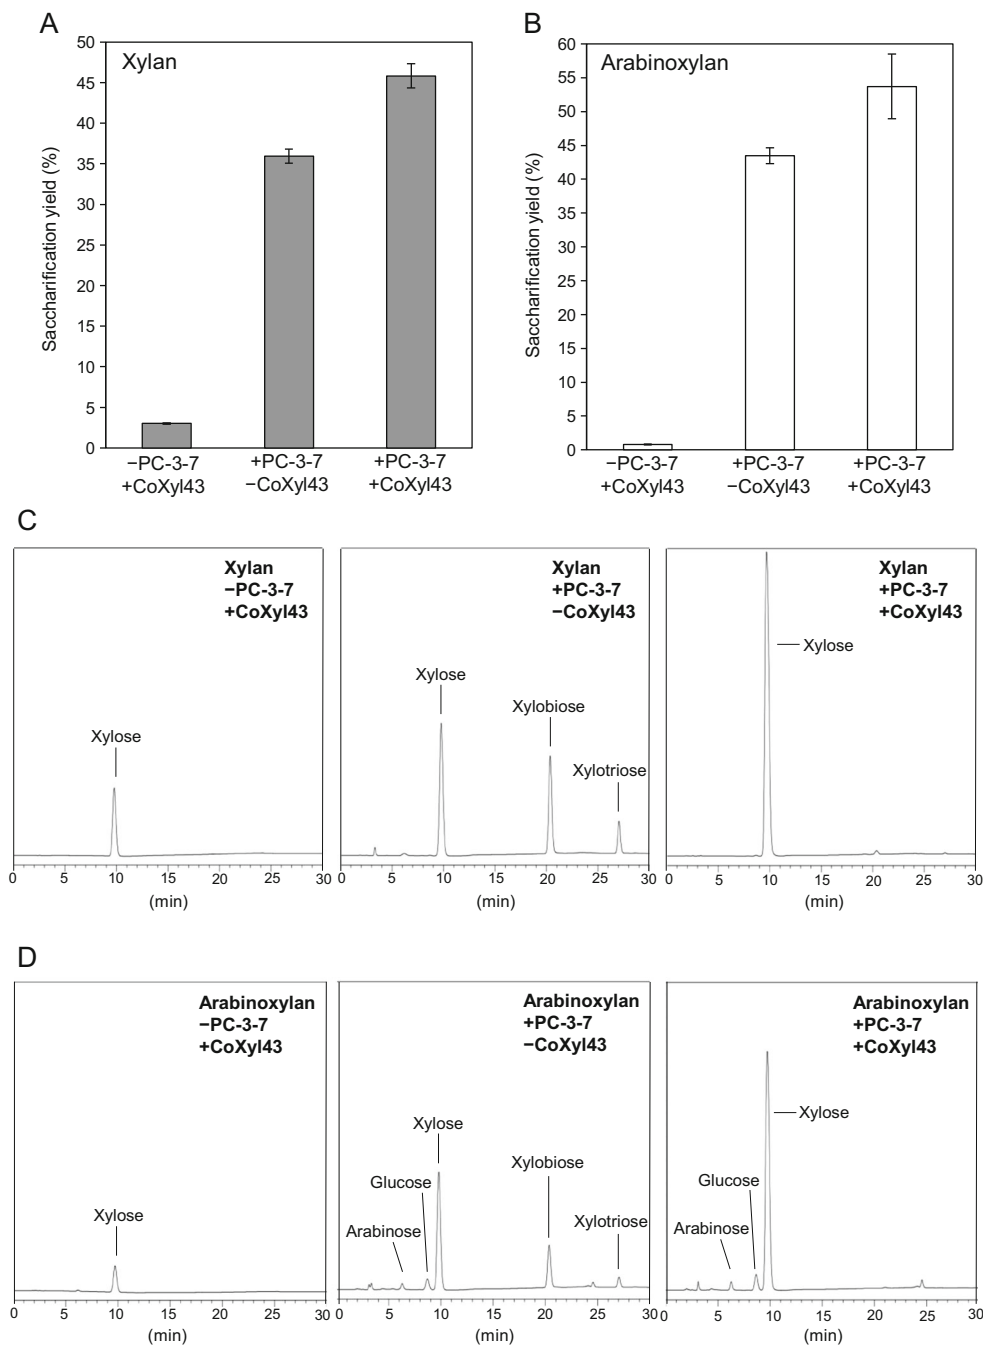 A
Xylan
Saccharification yield (%)
50
45
40
35
30
25
20
15
10
5
0
−PC-3-7
+CoXyl43
+PC-3-7
−CoXyl43
+PC-3-7
+CoXyl43
B
Arabinoxylan
Saccharification yield (%)
60
55
50
45
40
35
30
25
20
15
10
5
0
−PC-3-7
+CoXyl43
+PC-3-7
−CoXyl43
+PC-3-7
+CoXyl43
C
Xylan
−PC-3-7
+CoXyl43
Xylose
0 5 10 15 20 25 30
(min)
Xylan
+PC-3-7
−CoXyl43
Xylose
Xylobiose
Xylotriose
0 5 10 15 20 25 30
(min)
Xylan
+PC-3-7
+CoXyl43
Xylose
0 5 10 15 20 25 30
(min)
D
Arabinoxylan
−PC-3-7
+CoXyl43
Xylose
0 5 10 15 20 25 30
(min)
Arabinoxylan
+PC-3-7
−CoXyl43
Xylose
Xylobiose
Glucose
Xylotriose
Arabinose
0 5 10 15 20 25 30
(min)
Arabinoxylan
+PC-3-7
+CoXyl43
Xylose
Glucose
Arabinose
0 5 10 15 20 25 30
(min)